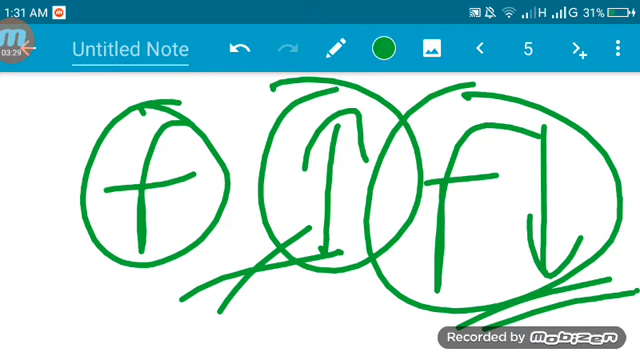 1:31 AM H G 31%
M Untitled Note 5
03:29
f ↑ f↓
Recorded by mobizen